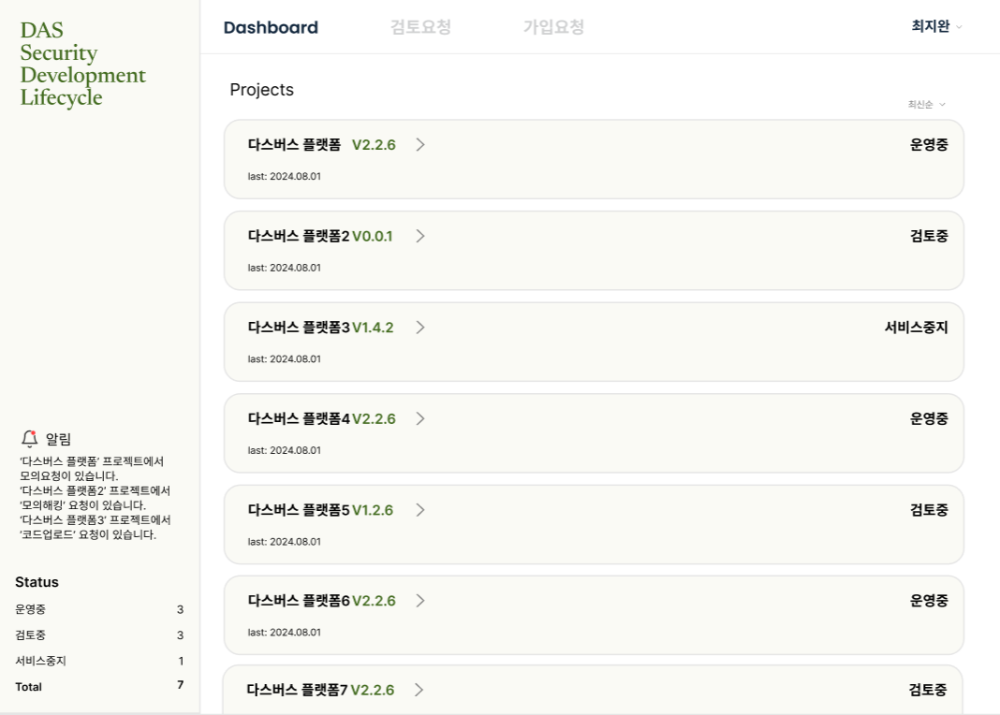 DAS
Security
Development
Lifecycle
Dashboard 검토요청 가입요청 최지완
Projects
최신순
다스버스 플랫폼 V2.2.6 운영중
last: 2024.08.01
다스버스 플랫폼2 V0.0.1 검토중
last: 2024.08.01
다스버스 플랫폼3 V1.4.2 서비스중지
last: 2024.08.01
다스버스 플랫폼4 V2.2.6 운영중
last: 2024.08.01
다스버스 플랫폼5 V1.2.6 검토중
last: 2024.08.01
다스버스 플랫폼6 V2.2.6 운영중
last: 2024.08.01
다스버스 플랫폼7 V2.2.6 검토중
알림
‘다스버스 플랫폼’ 프로젝트에서
모의요청이 있습니다.
‘다스버스 플랫폼2’ 프로젝트에서
‘모의해킹’ 요청이 있습니다.
‘다스버스 플랫폼3’ 프로젝트에서
‘코드업로드’ 요청이 있습니다.
Status
운영중 3
검토중 3
서비스중지 1
Total 7